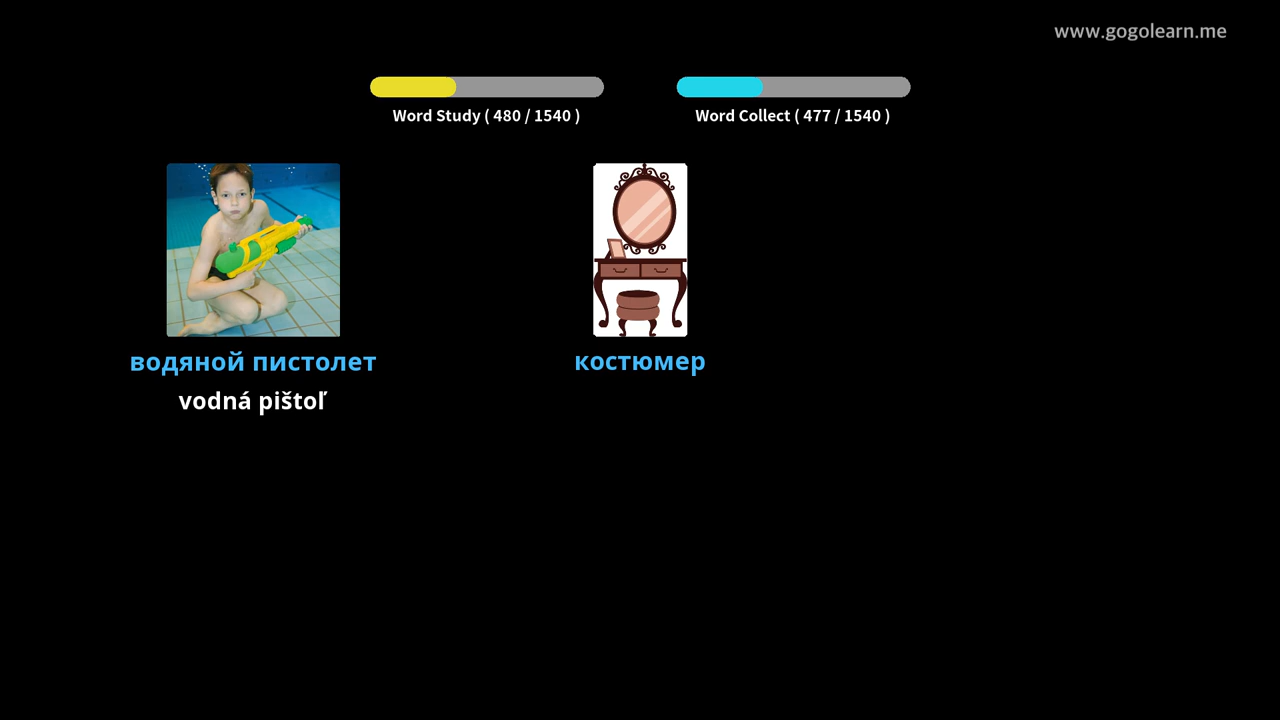 www.gogolearn.me
Word Study ( 480 / 1540 )
Word Collect ( 477 / 1540 )
водяной пистолет
vodná pištoľ
костюмер